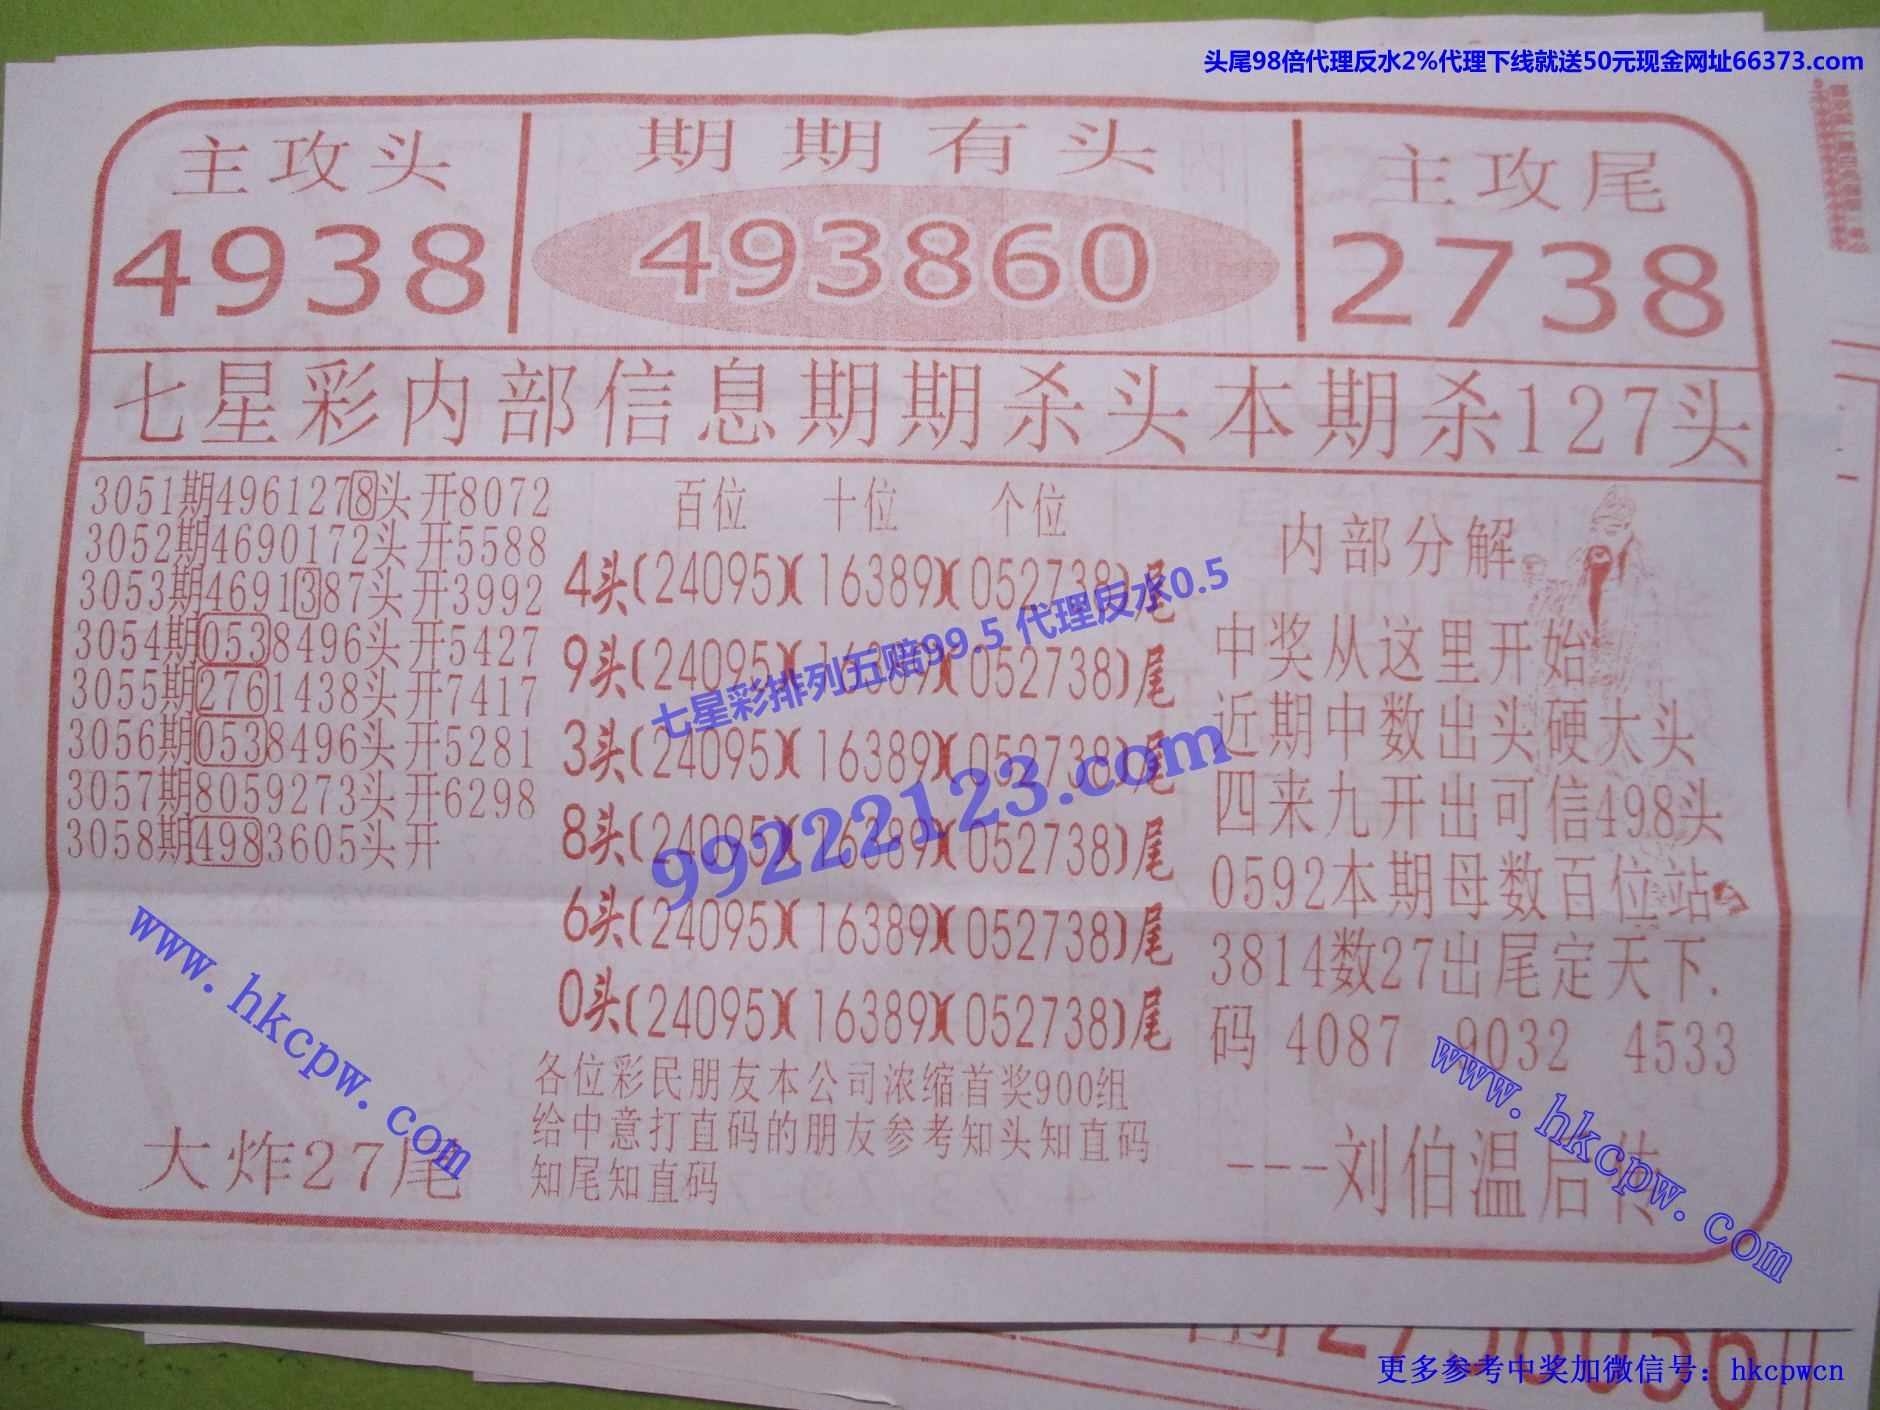 头尾98倍代理反水2%代理下线就送50元现金网址66373.com
主攻头
4938
期期有头
493860
主攻尾
2738
七星彩内部信息期期杀头本期杀127头
3051期4961278头开8072
3052期4690172头开5588
3053期4691387头开3992
3054期0538496头开5427
3055期2761438头开7417
3056期0538496头开5281
3057期8059273头开6298
3058期4983605头开
大炸27尾
百位 十位 个位
4头(24095)(16389)(052738)尾
9头(24095)(16389)(052738)尾
3头(24095)(16389)(052738)尾
8头(24095)(16389)(052738)尾
6头(24095)(16389)(052738)尾
0头(24095)(16389)(052738)尾
各位彩民朋友本公司浓缩首奖900组
给中意打直码的朋友参考知头知直码
知尾知直码
内部分解
中奖从这里开始
近期中数出头硬大头
四来九开出可信498头
0592本期母数百位站
3814数27出尾定天下.
码 4087 9032 4533
---刘伯温后传
七星彩排列五赔99.5 代理反水0.5
99222123.com
www.hkcpw.com
www.hkcpw.com
更多参考中奖加微信号：hkcpwcn